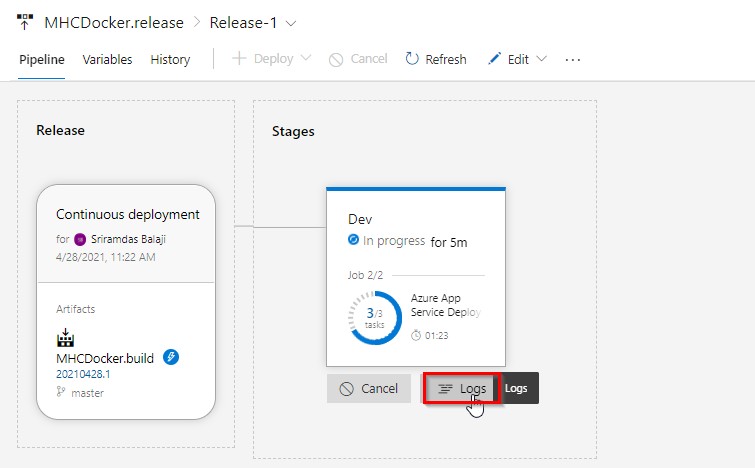 MHCDocker.release > Release-1
Pipeline Variables History + Deploy Cancel Refresh Edit ...
Release
Continuous deployment
for Sriramdas Balaji
4/28/2021, 11:22 AM
Artifacts
MHCDocker.build
20210428.1
master
Stages
Dev
In progress for 5m
Job 2/2
3/3
tasks
Azure App
Service Deploy
01:23
Cancel
Logs
Logs